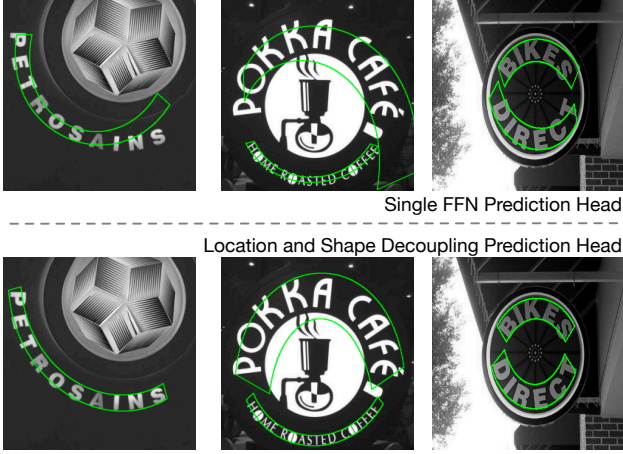 PETROSAINS
POKKA CAFÉ
HOME ROASTED COFFEE
BIKES
DIRECT
Single FFN Prediction Head
Location and Shape Decoupling Prediction Head
PETROSAINS
POKKA CAFÉ
HOME ROASTED COFFEE
BIKES
DIRECT